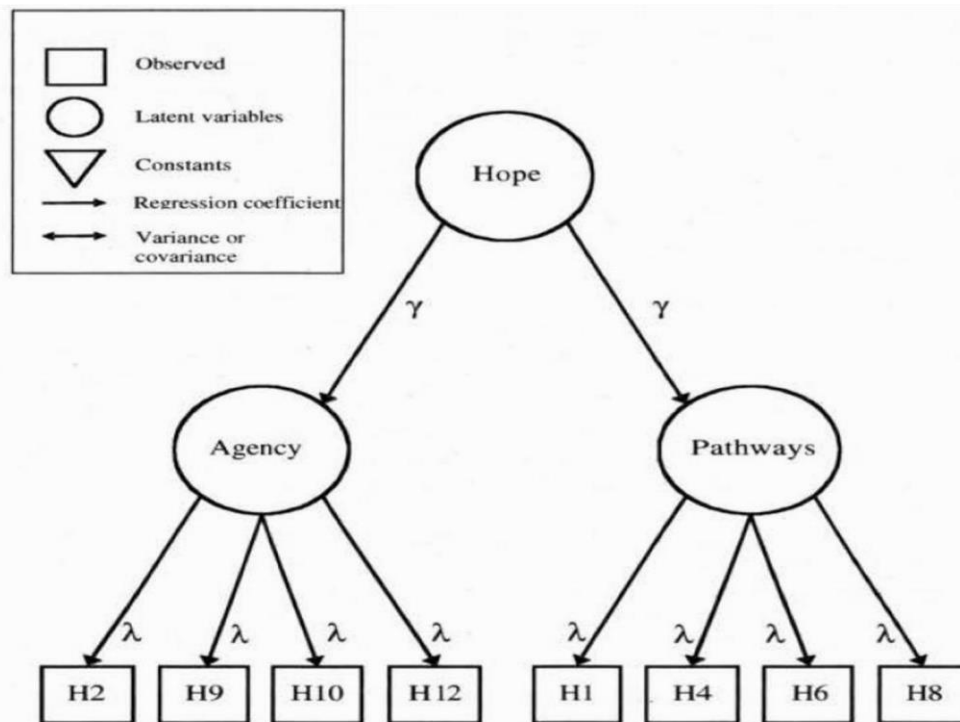 Observed
Latent variables
Constants
Regression coefficient
Variance or
covariance
Hope
γ γ
Agency Pathways
λ λ λ λ λ λ λ λ
H2 H9 H10 H12 H1 H4 H6 H8